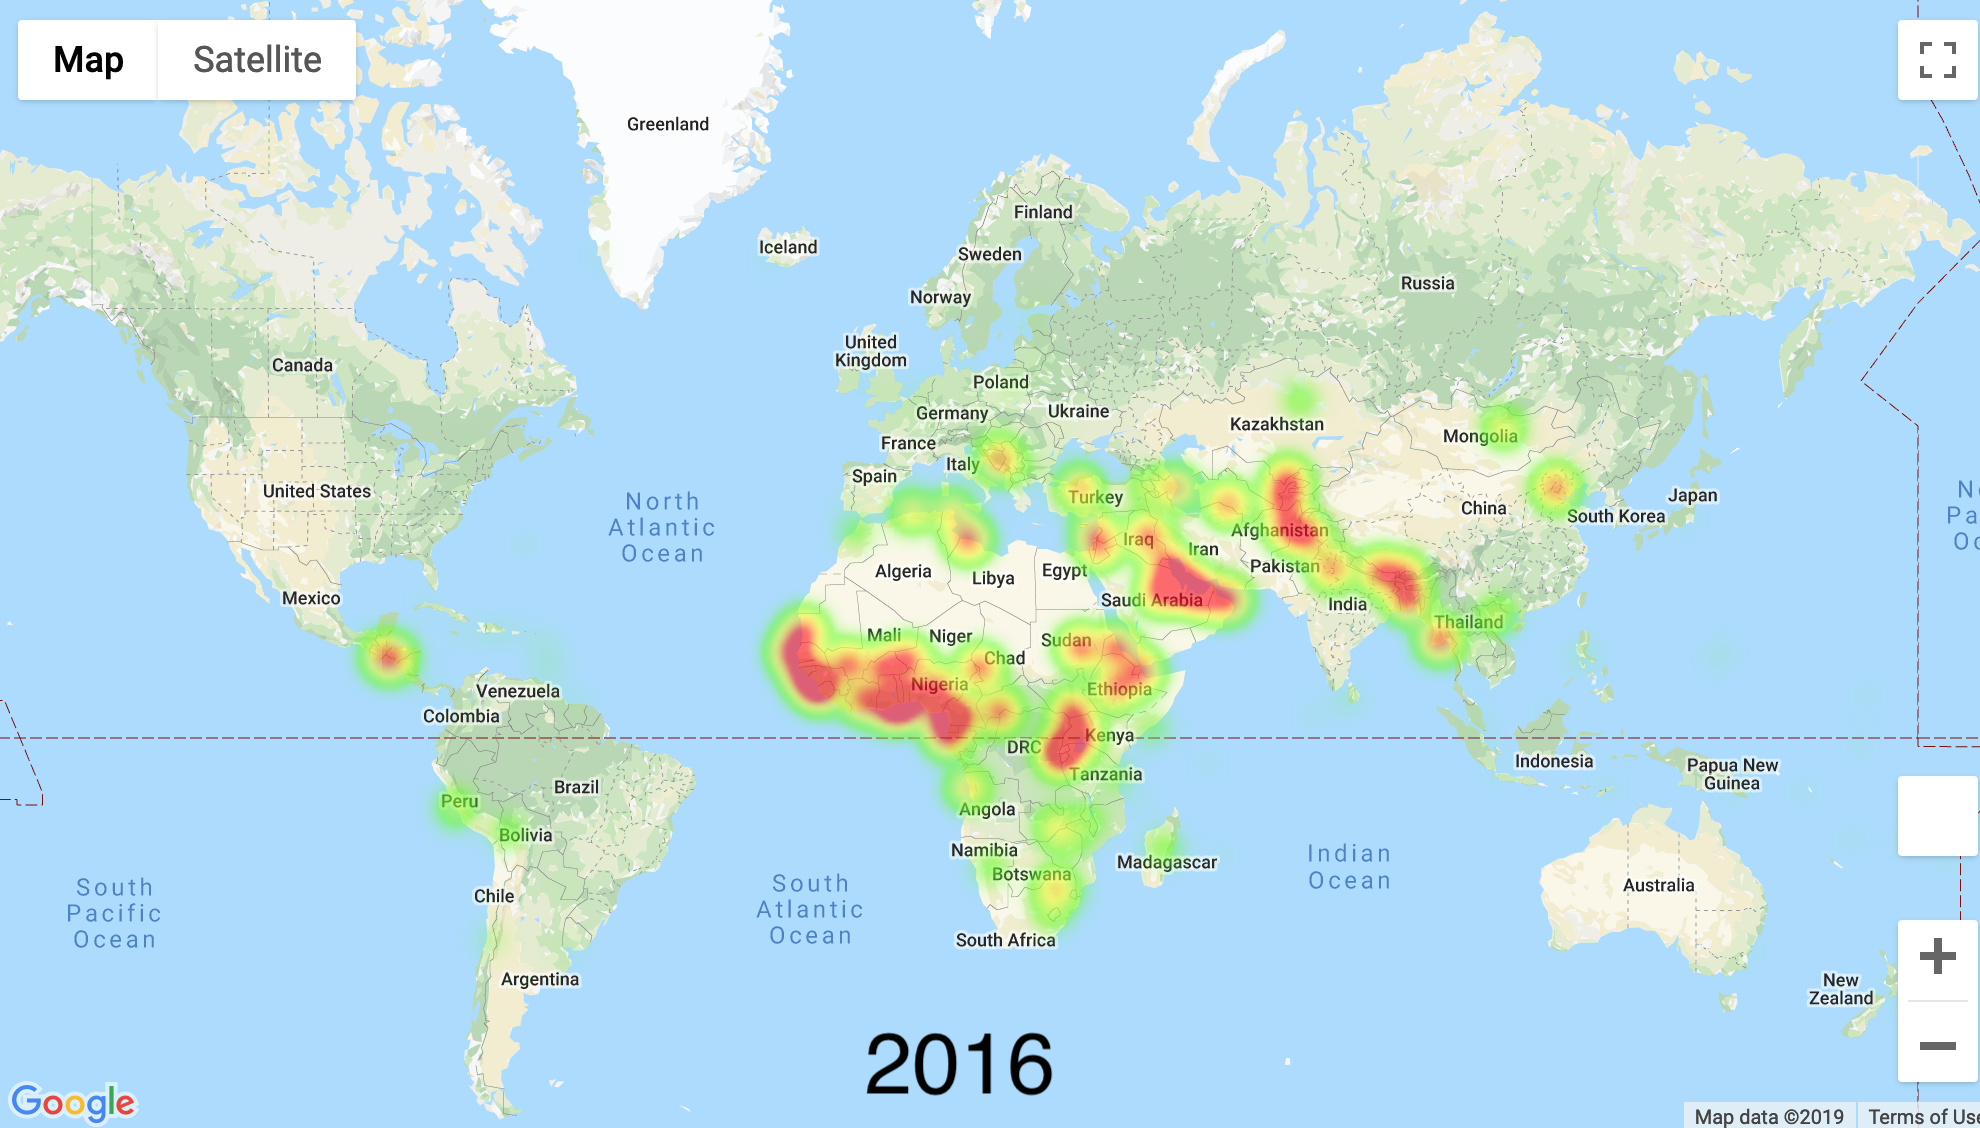 Map
Satellite
Greenland
Iceland
Finland
Sweden
Norway
Russia
United
Kingdom
Canada
Poland
Germany
Ukraine
Kazakhstan
Mongolia
France
Italy
Spain
United States
North
Atlantic
Ocean
Turkey
China
Japan
South Korea
Afghanistan
Iraq
Iran
Pakistan
Algeria
Libya
Egypt
Mexico
Saudi Arabia
India
Thailand
Mali
Niger
Sudan
Chad
Nigeria
Ethiopia
Venezuela
Colombia
DRC
Kenya
Indonesia
Papua New
Guinea
Tanzania
Brazil
Peru
Angola
Bolivia
Namibia
Madagascar
Botswana
Indian
Ocean
Australia
South
Pacific
Ocean
Chile
South
Atlantic
Ocean
South Africa
Argentina
New
Zealand
2016
Google
Map data ©2019
Terms of Use